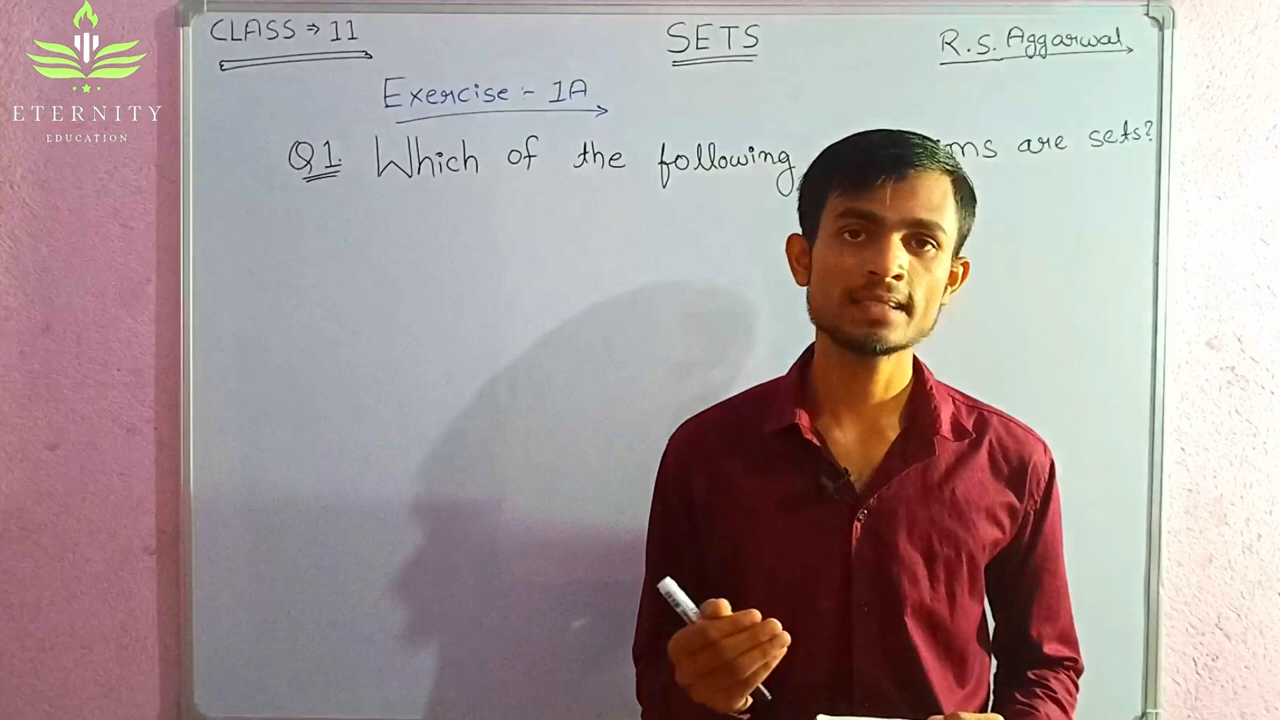 ETERNITY
EDUCATION
CLASS ⇒ 11
SETS
R.S. Aggarwal
Exercise :- 1A
Q1 Which of the following are sets?